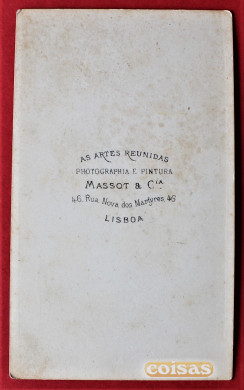 AS ARTES REUNIDAS
PHOTOGRAPHIA E PINTURA
MASSOT & CIA
46, Rua Nova dos Martyres, 46
LISBOA
coisas